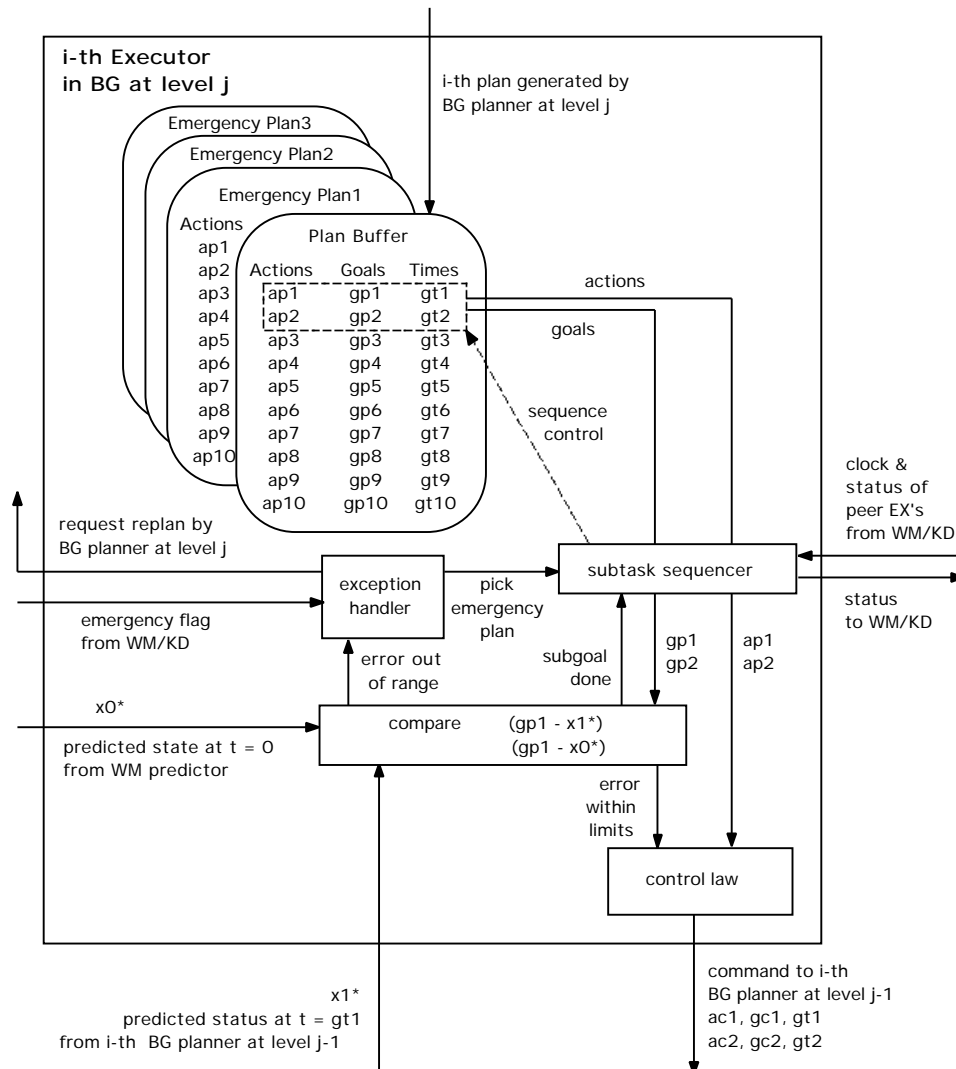 i-th Executor
in BG at level j
i-th plan generated by
BG planner at level j
Emergency Plan3
Emergency Plan2
Emergency Plan1
Actions
ap1
ap2
ap3
ap4
ap5
ap6
ap7
ap8
ap9
ap10
Plan Buffer
Actions Goals Times
ap1 gp1 gt1
ap2 gp2 gt2
ap3 gp3 gt3
ap4 gp4 gt4
ap5 gp5 gt5
ap6 gp6 gt6
ap7 gp7 gt7
ap8 gp8 gt8
ap9 gp9 gt9
ap10 gp10 gt10
actions
goals
sequence
control
clock &
status of
peer EX's
from WM/KD
request replan by
BG planner at level j
exception
handler
pick
emergency
plan
subtask sequencer
status
to WM/KD
emergency flag
from WM/KD
error out
of range
subgoal
done
gp1
gp2
ap1
ap2
x0*
predicted state at t = 0
from WM predictor
compare (gp1 - x1*)
(gp1 - x0*)
error
within
limits
control law
x1*
predicted status at t = gt1
from i-th BG planner at level j-1
command to i-th
BG planner at level j-1
ac1, gc1, gt1
ac2, gc2, gt2